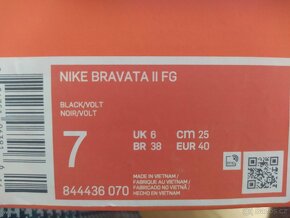 NIKE BRAVATA II FG
BLACK/VOLT
NOIR/VOLT
7
UK 6
CM 25
BR 38
EUR 40
844436 070
MADE IN VIETNAM /
FABRIQUE AU VIETNAM /
FABRICADO NO VIETNÃ /
HECHO EN VIETNAM